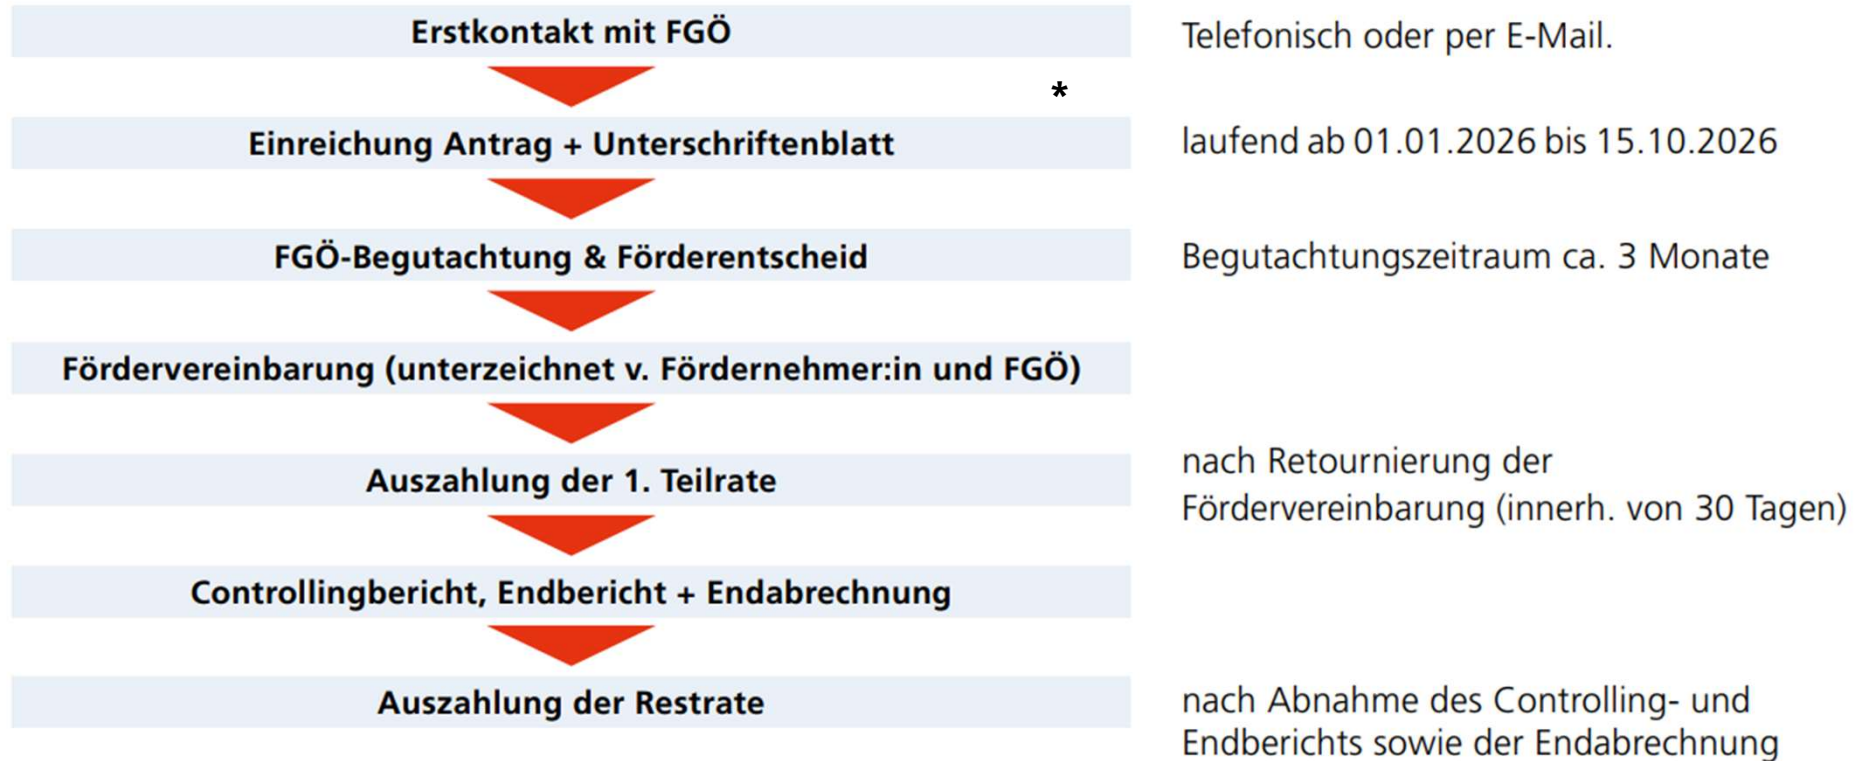 Erstkontakt mit FGÖ
Telefonisch oder per E-Mail.
*
Einreichung Antrag + Unterschriftenblatt
laufend ab 01.01.2026 bis 15.10.2026
FGÖ-Begutachtung & Förderentscheid
Begutachtungszeitraum ca. 3 Monate
Fördervereinbarung (unterzeichnet v. Fördernehmer:in und FGÖ)
Auszahlung der 1. Teilrate
nach Retournierung der
Fördervereinbarung (innerh. von 30 Tagen)
Controllingbericht, Endbericht + Endabrechnung
Auszahlung der Restrate
nach Abnahme des Controlling- und
Endberichts sowie der Endabrechnung